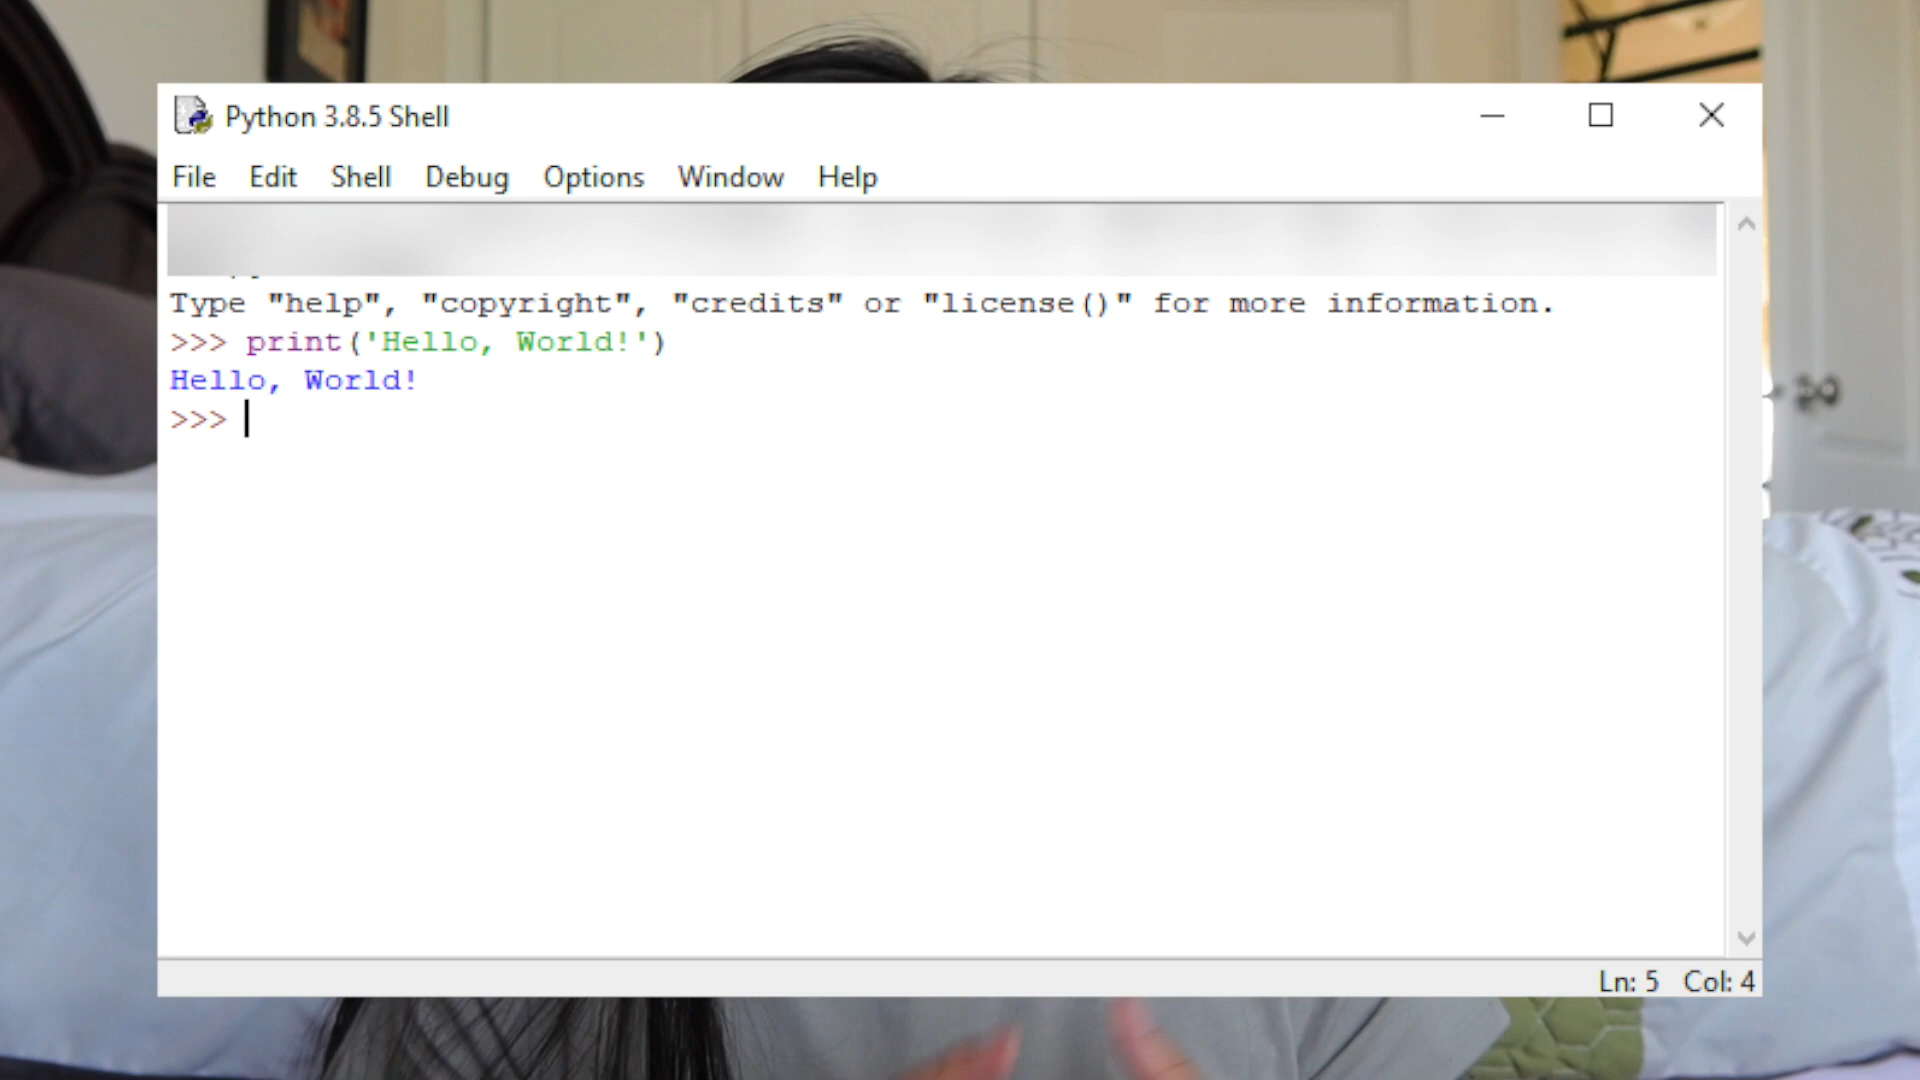 Python 3.8.5 Shell
File Edit Shell Debug Options Window Help
Type "help", "copyright", "credits" or "license()" for more information.
>>> print('Hello, World!')
Hello, World!
>>>
Ln: 5 Col: 4